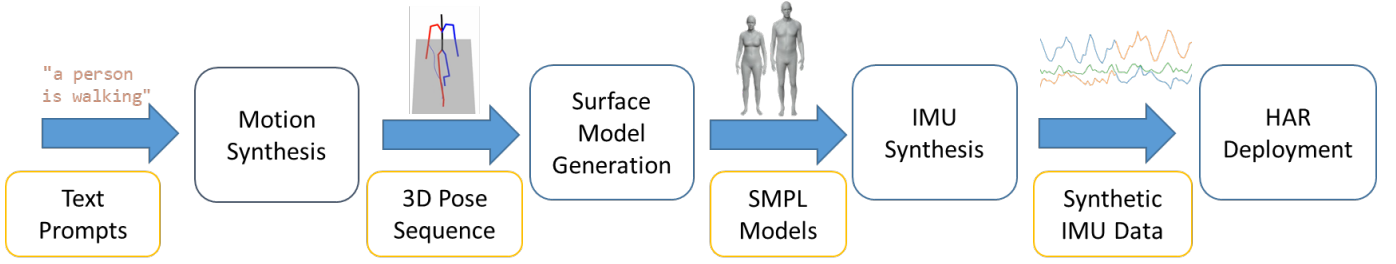 "a person
is walking"
Text
Prompts
Motion
Synthesis
3D Pose
Sequence
Surface
Model
Generation
SMPL
Models
IMU
Synthesis
Synthetic
IMU Data
HAR
Deployment